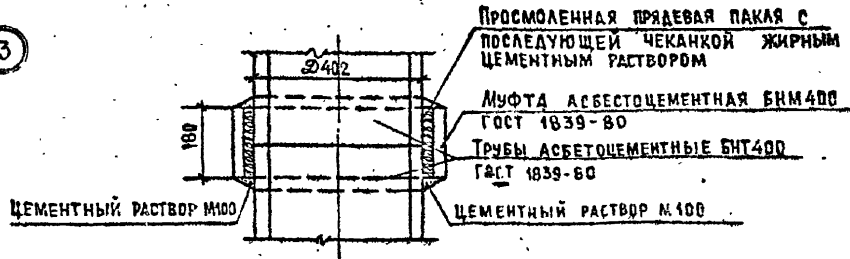 3
ПРОСМОЛЕННАЯ ПРЯДЕВАЯ ПАКЛЯ С
ПОСЛЕДУЮЩЕЙ ЧЕКАНКОЙ ЖИРНЫМ
ЦЕМЕНТНЫМ РАСТВОРОМ
Д402
МУФТА АСБЕСТОЦЕМЕНТНАЯ БНМ400
ГОСТ 1839-80
180
ТРУБЫ АСБЕТОЦЕМЕНТНЫЕ БНТ400
ГОСТ 1839-80
ЦЕМЕНТНЫЙ РАСТВОР М100
ЦЕМЕНТНЫЙ РАСТВОР М100